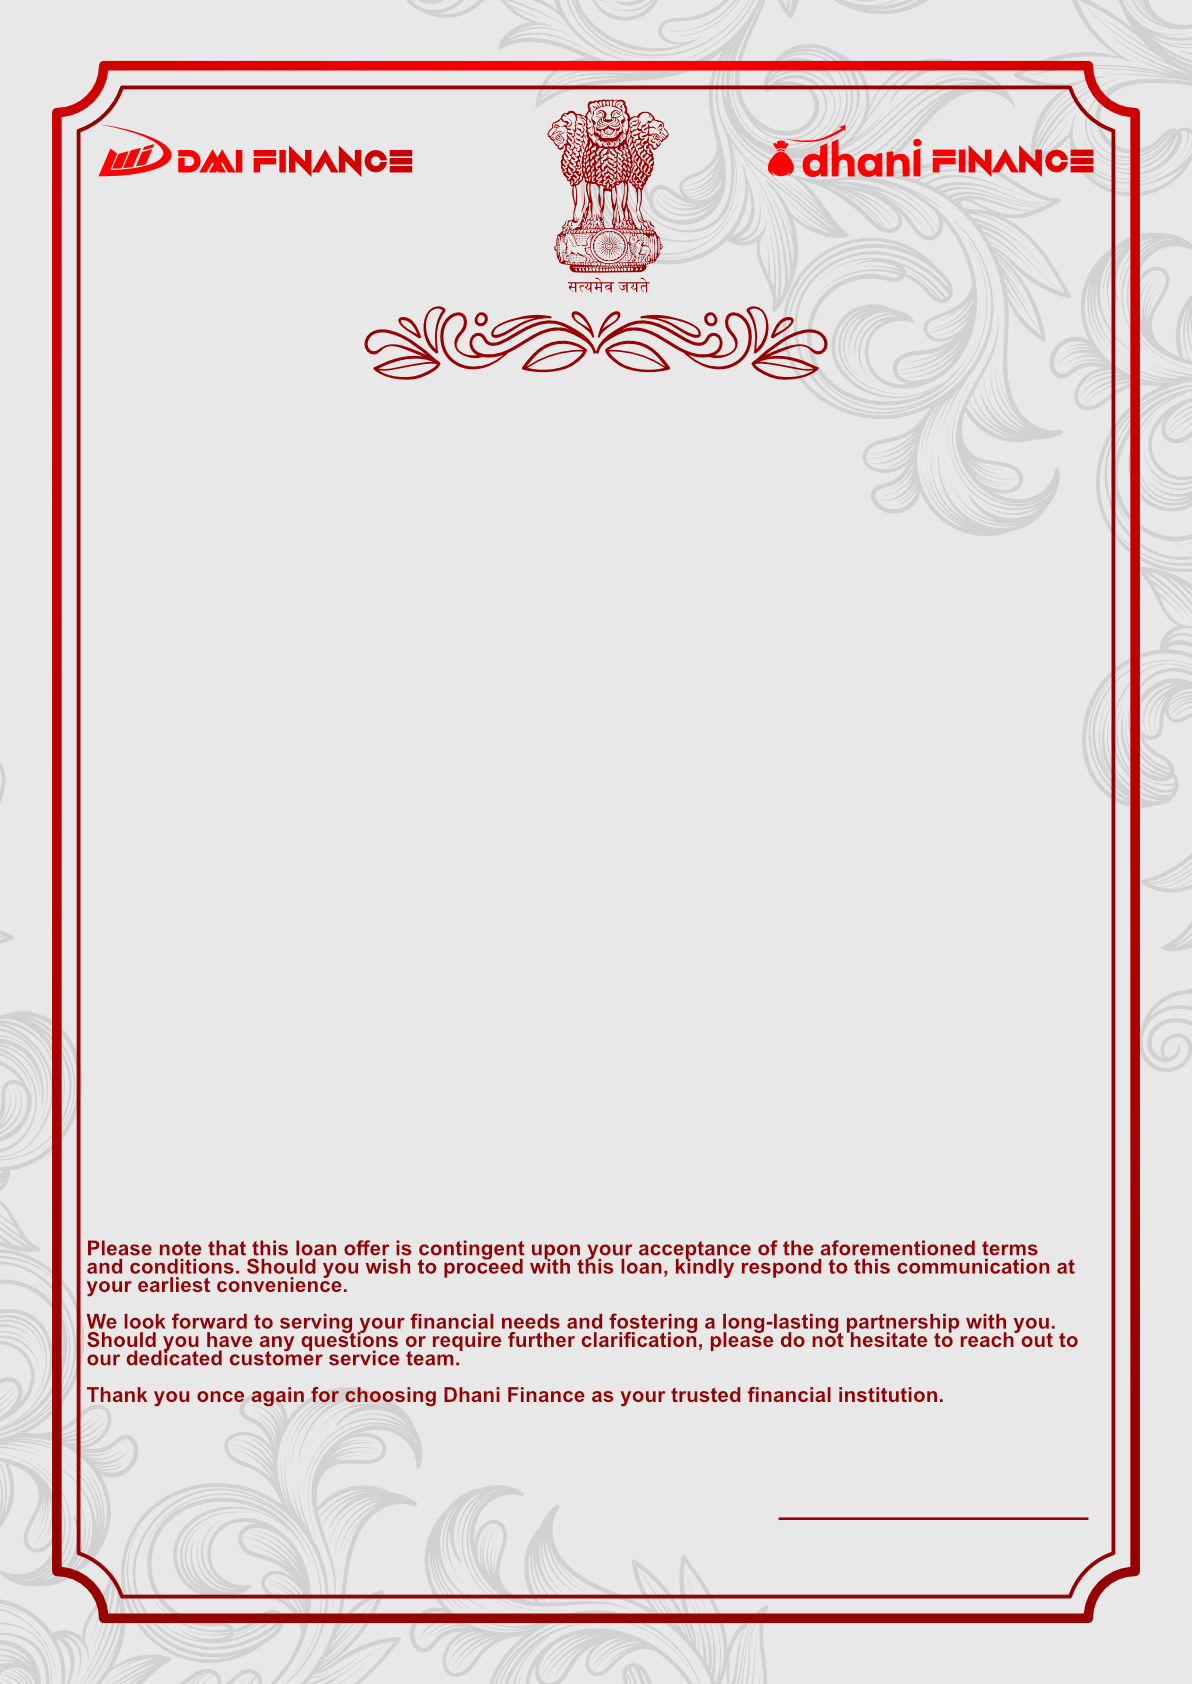 DMI FINANCE
dhani FINANCE
सत्यमेव जयते
Please note that this loan offer is contingent upon your acceptance of the aforementioned terms
and conditions. Should you wish to proceed with this loan, kindly respond to this communication at
your earliest convenience.
We look forward to serving your financial needs and fostering a long-lasting partnership with you.
Should you have any questions or require further clarification, please do not hesitate to reach out to
our dedicated customer service team.
Thank you once again for choosing Dhani Finance as your trusted financial institution.